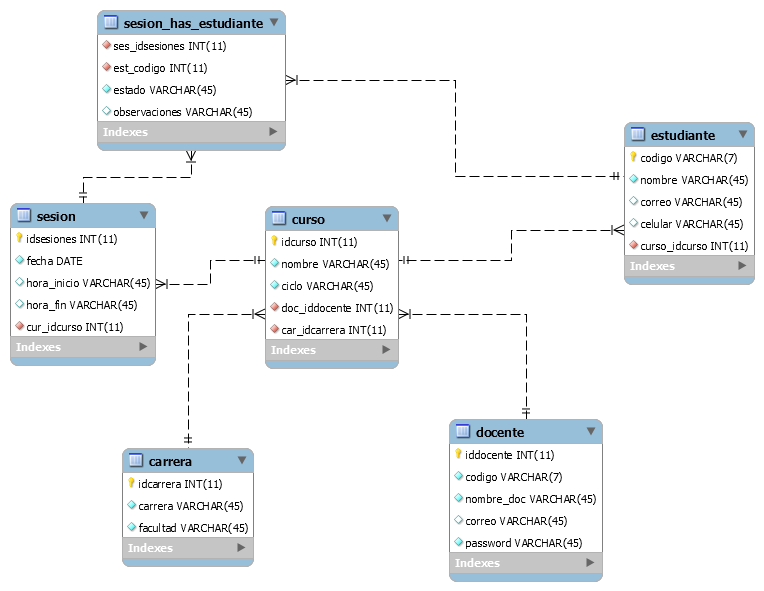 sesion_has_estudiante
ses_idsesiones INT(11)
est_codigo INT(11)
estado VARCHAR(45)
observaciones VARCHAR(45)
Indexes
estudiante
codigo VARCHAR(7)
nombre VARCHAR(45)
correo VARCHAR(45)
celular VARCHAR(45)
curso_idcurso INT(11)
Indexes
sesion
idsesiones INT(11)
fecha DATE
hora_inicio VARCHAR(45)
hora_fin VARCHAR(45)
cur_idcurso INT(11)
Indexes
curso
idcurso INT(11)
nombre VARCHAR(45)
ciclo VARCHAR(45)
doc_iddocente INT(11)
car_idcarrera INT(11)
Indexes
carrera
idcarrera INT(11)
carrera VARCHAR(45)
facultad VARCHAR(45)
Indexes
docente
iddocente INT(11)
codigo VARCHAR(7)
nombre_doc VARCHAR(45)
correo VARCHAR(45)
password VARCHAR(45)
Indexes